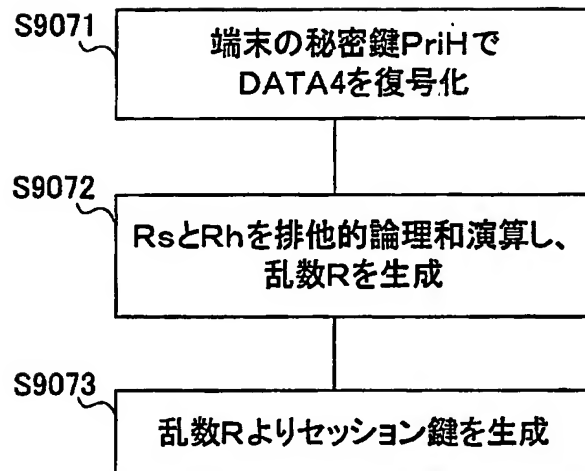 S9071
端末の秘密鍵PriHで
DATA4を復号化
S9072
RsとRhを排他的論理和演算し、
乱数Rを生成
S9073
乱数Rよりセッション鍵を生成